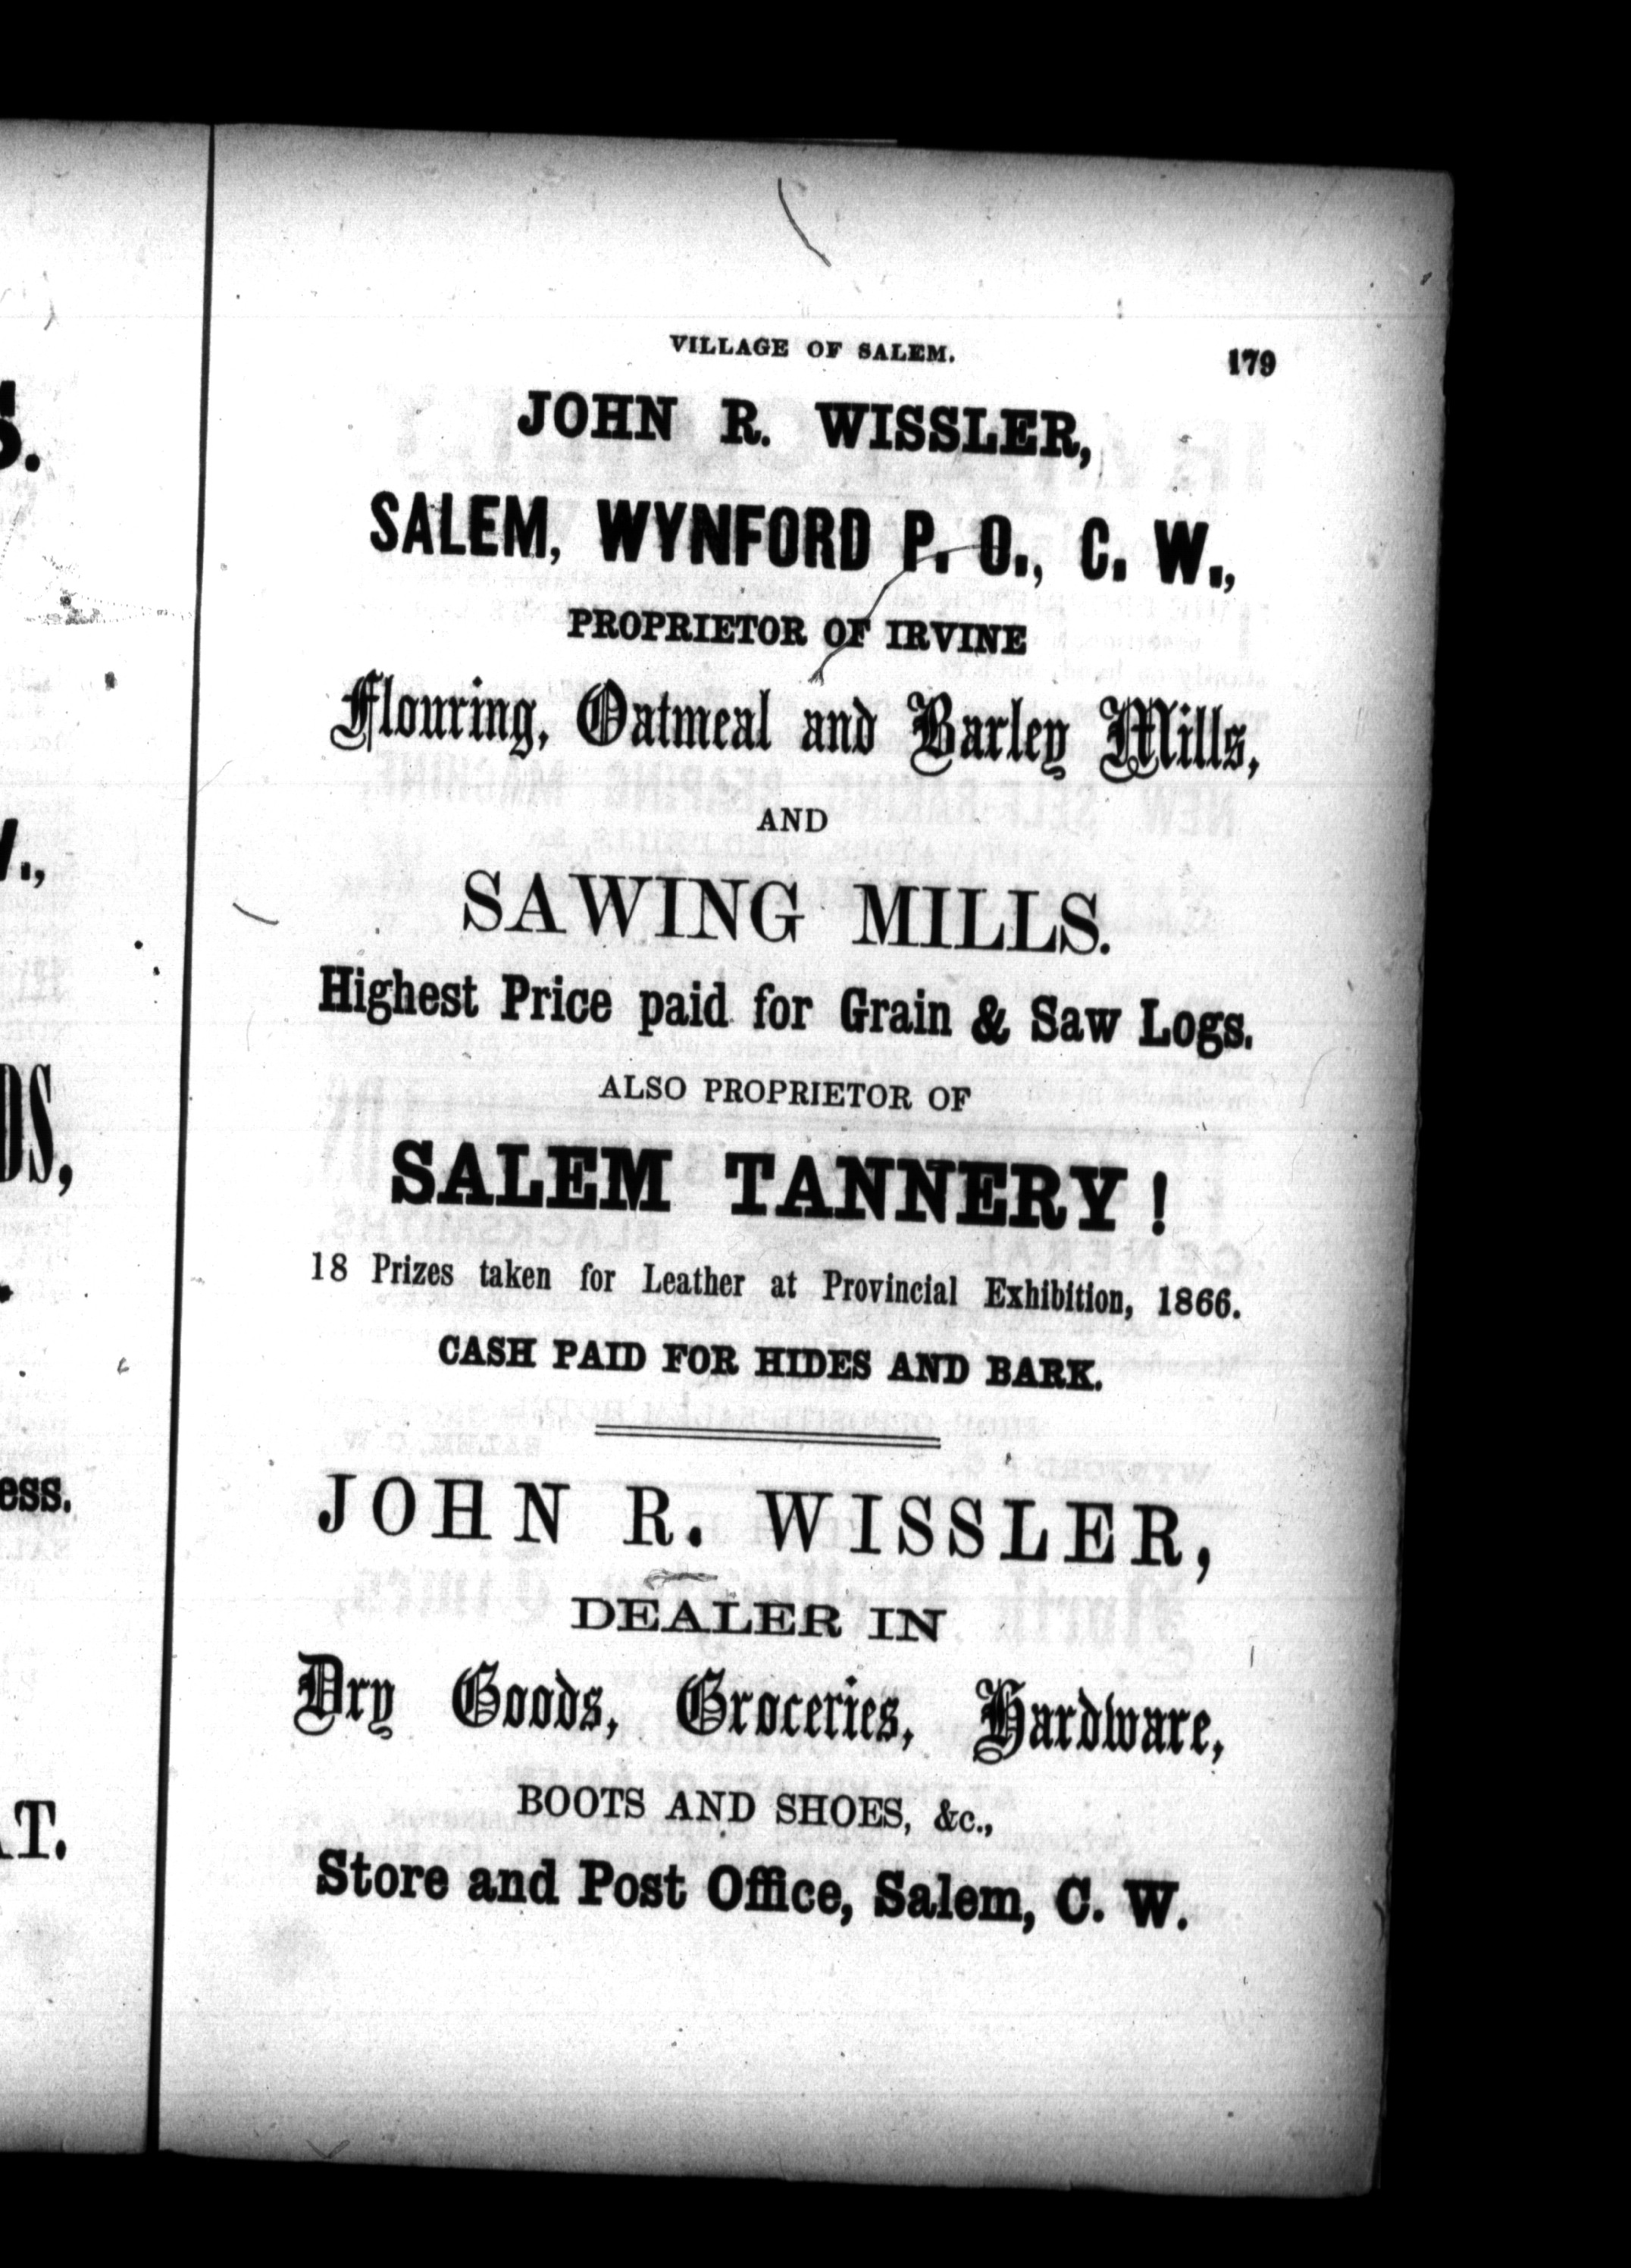 VILLAGE OF SALEM. 179
JOHN R. WISSLER,
SALEM, WYNFORD P. O., C. W.,
PROPRIETOR OF IRVINE
Flouring, Oatmeal and Barley Mills,
AND
SAWING MILLS.
Highest Price paid for Grain & Saw Logs.
ALSO PROPRIETOR OF
SALEM TANNERY!
18 Prizes taken for Leather at Provincial Exhibition, 1866.
CASH PAID FOR HIDES AND BARK.
JOHN R. WISSLER,
DEALER IN
Dry Goods, Groceries, Hardware,
BOOTS AND SHOES, &c.,
Store and Post Office, Salem, C. W.